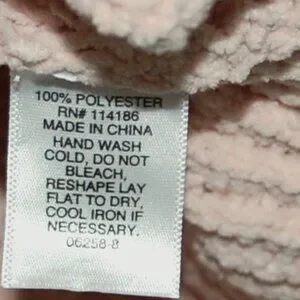 100% POLYESTER
RN# 114186
MADE IN CHINA
HAND WASH
COLD, DO NOT
BLEACH,
RESHAPE LAY
FLAT TO DRY,
COOL IRON IF
NECESSARY.
06258-8